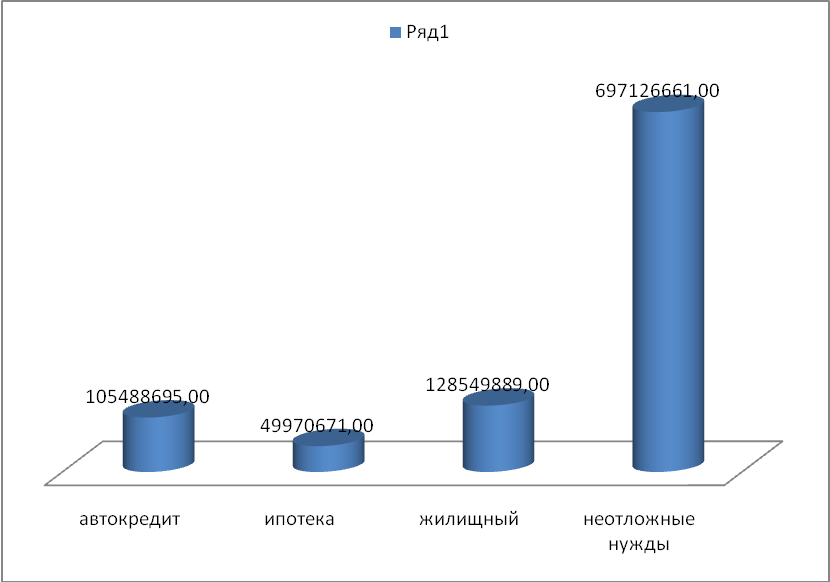 Ряд1
697126661,00
105488695,00
49970671,00
128549889,00
автокредит
ипотека
жилищный
неотложные
нужды